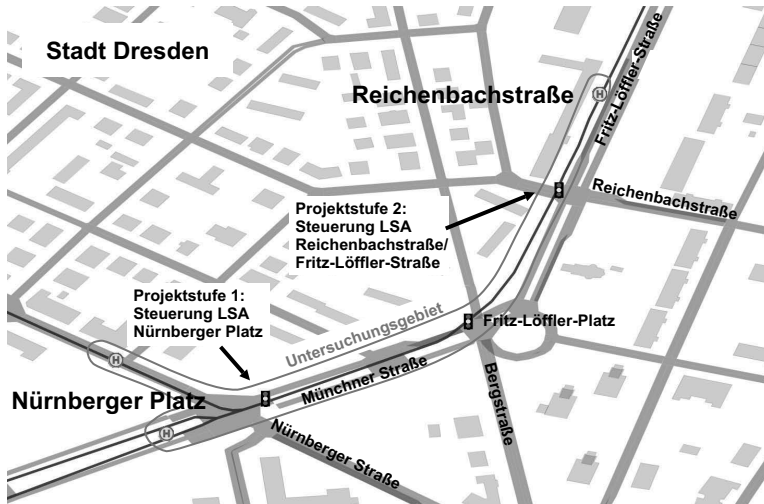 Stadt Dresden
Reichenbachstraße
H
Fritz-Löffler-Straße
Reichenbachstraße
Projektstufe 2:
Steuerung LSA
Reichenbachstraße/
Fritz-Löffler-Straße
Projektstufe 1:
Steuerung LSA
Nürnberger Platz
Untersuchungsgebiet
Fritz-Löffler-Platz
H
Münchner Straße
Bergstraße
Nürnberger Platz
H
Nürnberger Straße